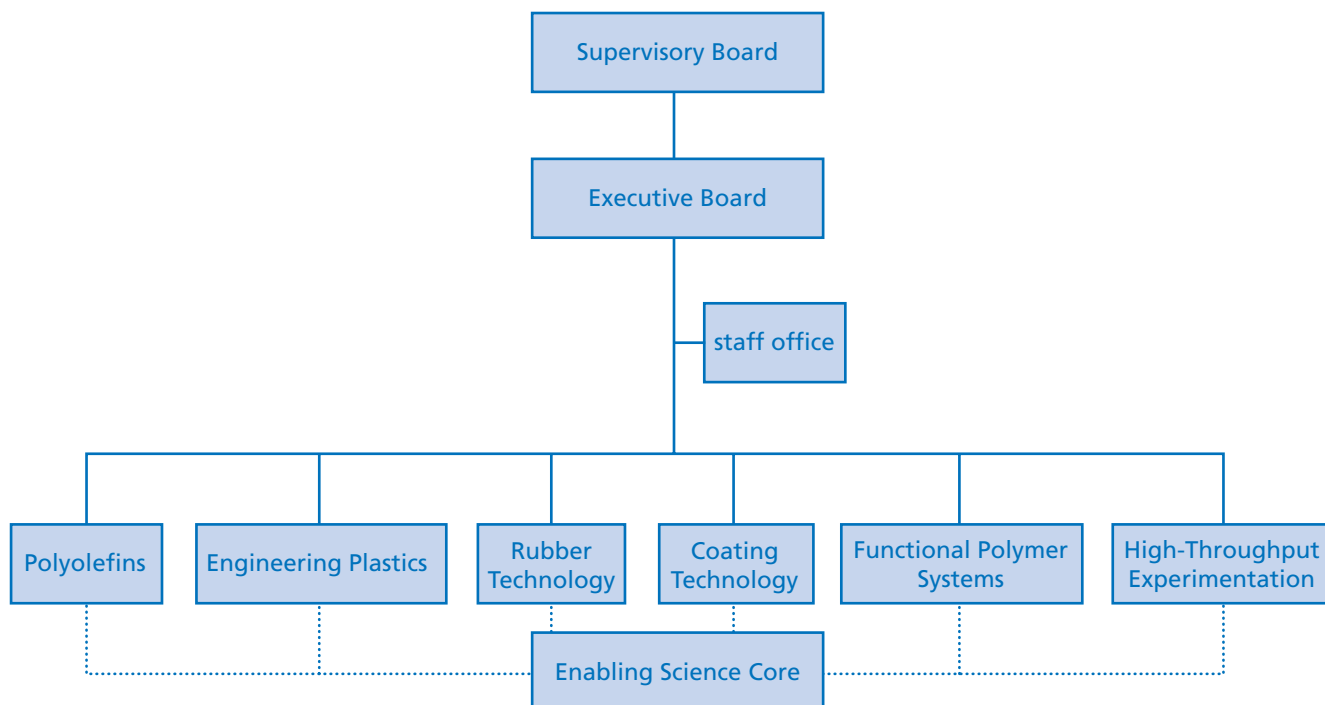 Supervisory Board
Executive Board
staff office
Polyolefins
Engineering Plastics
Rubber
Technology
Coating
Technology
Functional Polymer
Systems
High-Throughput
Experimentation
Enabling Science Core